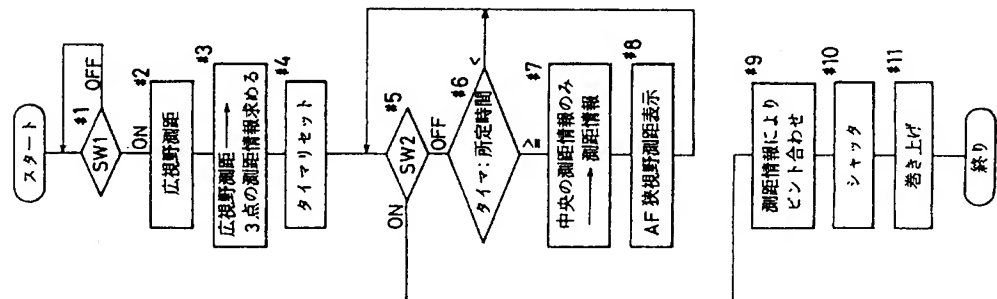 スタート
#1
SW1
OFF
ON
#2
広視野測距
#3
広視野測距 ⟶
3点の測距情報求める
#4
タイマリセット
#5
SW2
ON
OFF
#6
タイマ:所定時間
<
>=
#7
中央の測距情報のみ
⟶ 測距情報
#8
AF 狭視野測距表示
#9
測距情報により
ピント合わせ
#10
シャッタ
#11
巻き上げ
終り